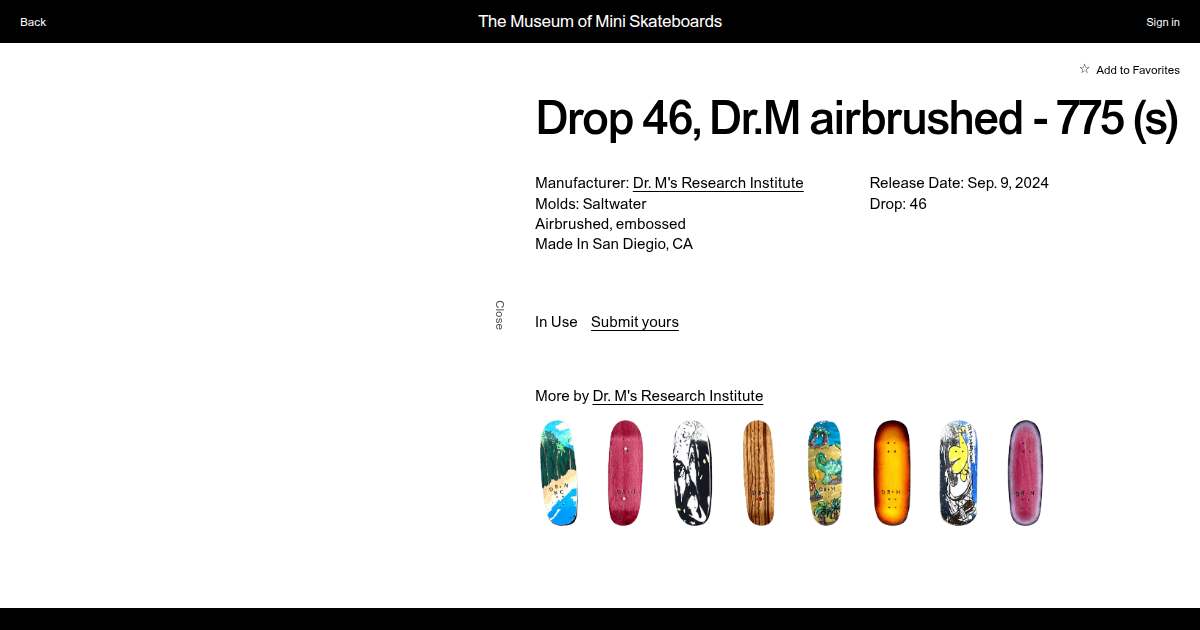 Back
The Museum of Mini Skateboards
Sign in
☆ Add to Favorites
Drop 46, Dr.M airbrushed - 775 (s)
Manufacturer: Dr. M's Research Institute
Molds: Saltwater
Airbrushed, embossed
Made In San Diegio, CA
Release Date: Sep. 9, 2024
Drop: 46
Close
In Use
Submit yours
More by Dr. M's Research Institute